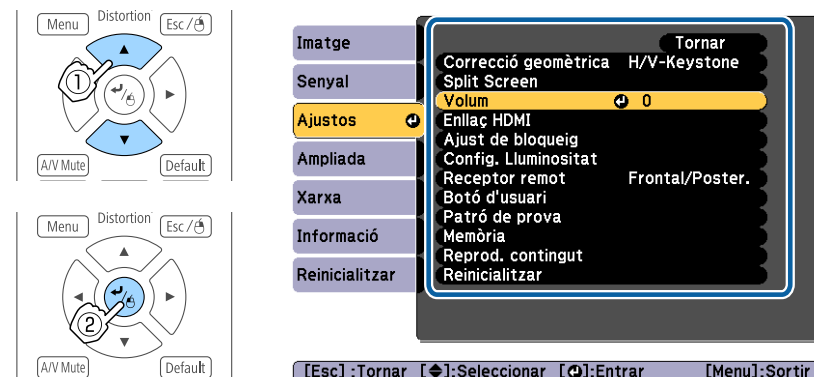 Distortion
Menu
Esc/
1
A/V Mute
Default
Distortion
Menu
Esc/
2
A/V Mute
Default
Imatge
Senyal
Ajustos
Ampliada
Xarxa
Informació
Reinicialitzar
Tornar
Correcció geomètrica H/V-Keystone
Split Screen
Volum 0
Enllaç HDMI
Ajust de bloqueig
Config. Lluminositat
Receptor remot Frontal/Poster.
Botó d'usuari
Patró de prova
Memòria
Reprod. contingut
Reinicialitzar
[Esc] :Tornar [◆]:Seleccionar [⏎]:Entrar [Menu]:Sortir